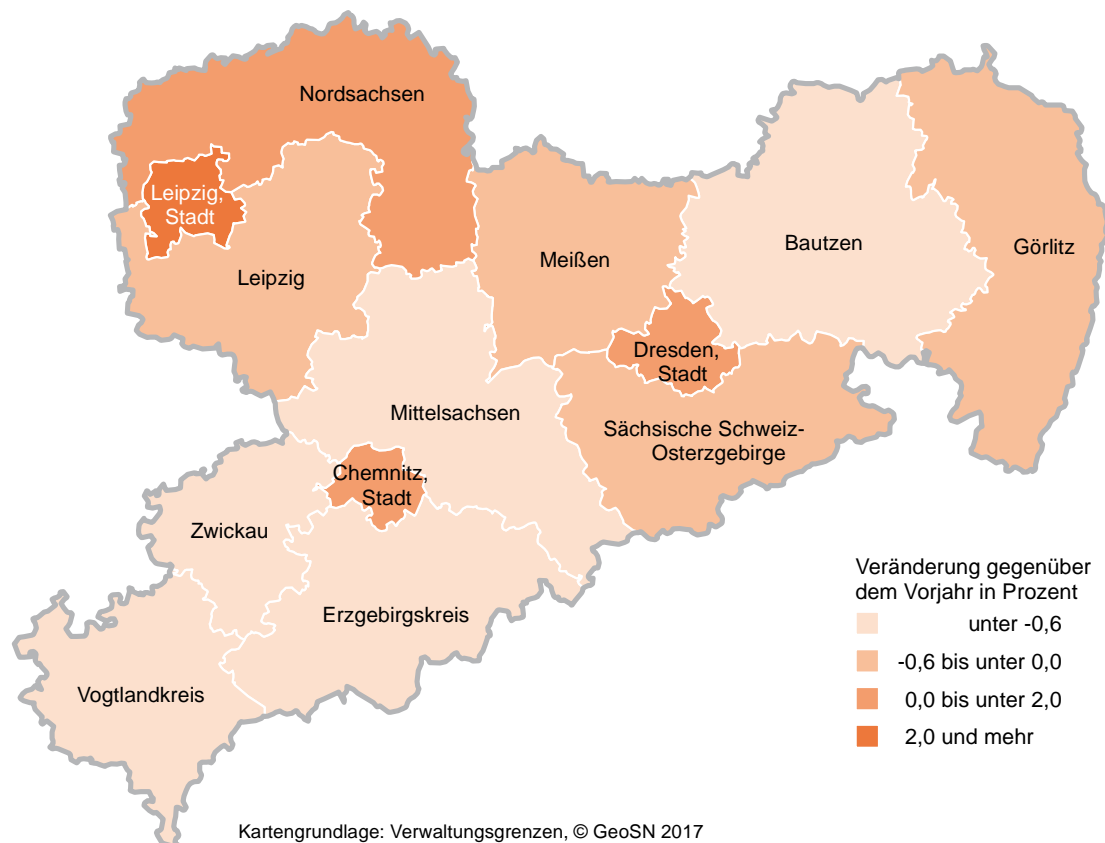 Nordsachsen
Leipzig,
Stadt
Leipzig
Meißen
Bautzen
Görlitz
Dresden,
Stadt
Mittelsachsen
Sächsische Schweiz-
Osterzgebirge
Chemnitz,
Stadt
Zwickau
Erzgebirgskreis
Vogtlandkreis
Veränderung gegenüber
dem Vorjahr in Prozent
unter -0,6
-0,6 bis unter 0,0
0,0 bis unter 2,0
2,0 und mehr
Kartengrundlage: Verwaltungsgrenzen, © GeoSN 2017